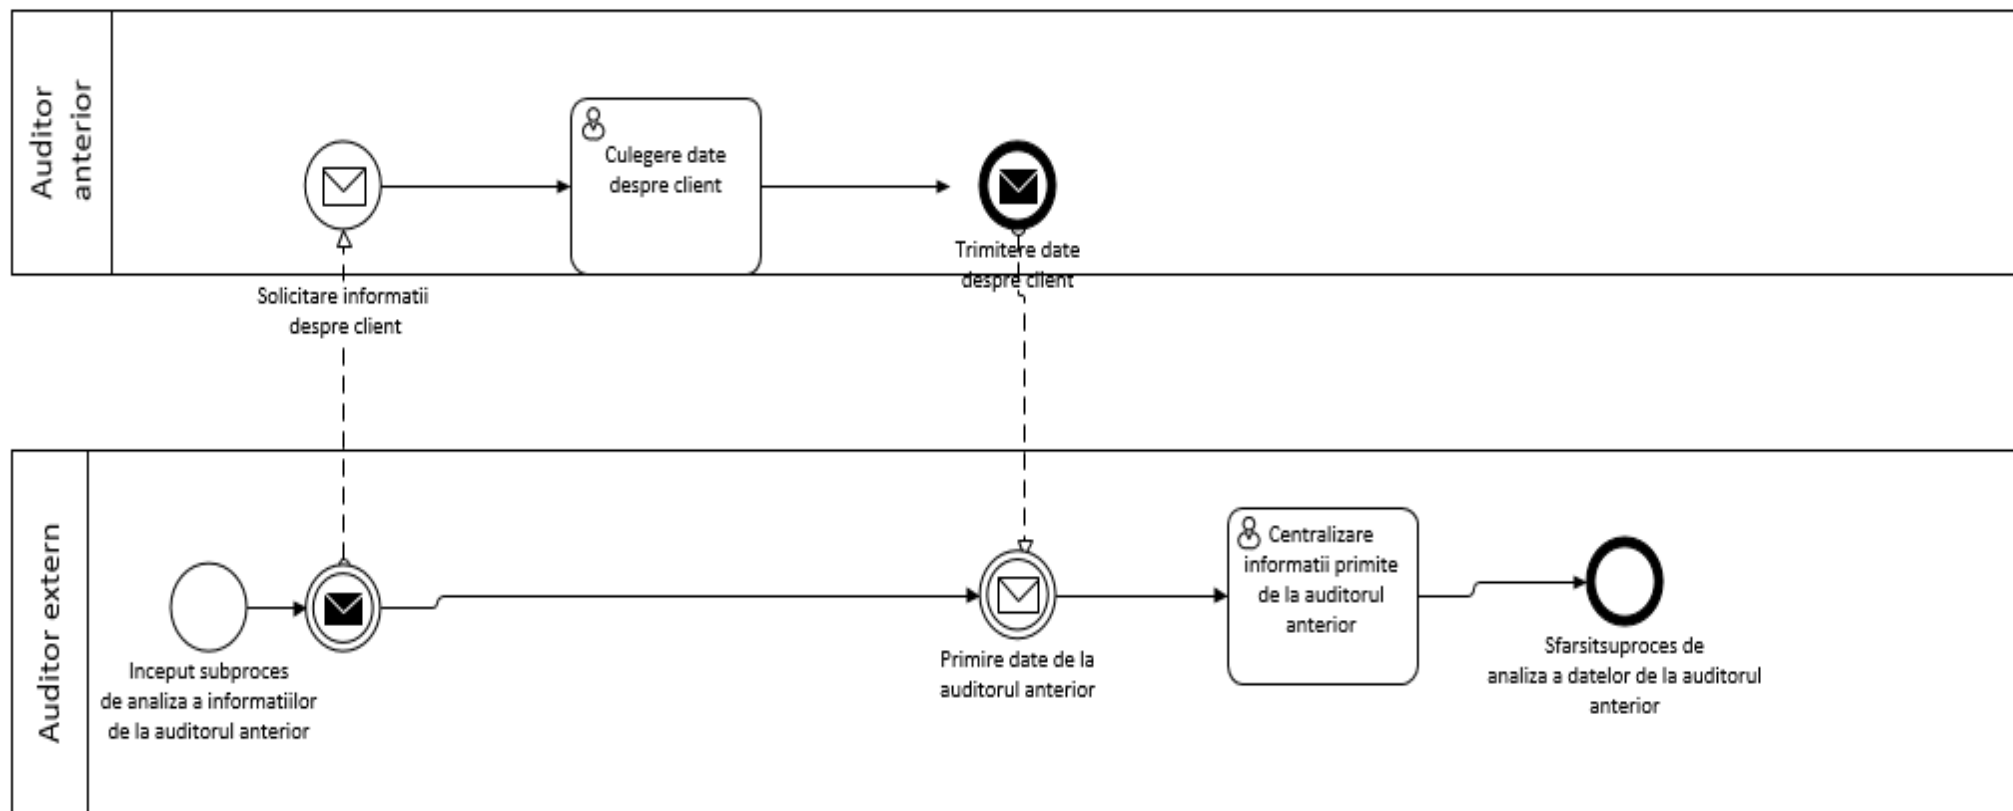 Auditor
anterior
Culegere date
despre client
Trimitere date
despre client
Solicitare informatii
despre client
Auditor extern
Inceput subproces
de analiza a informatiilor
de la auditorul anterior
Primire date de la
auditorul anterior
Centralizare
informatii primite
de la auditorul
anterior
Sfarsitsuproces de
analiza a datelor de la auditorul
anterior